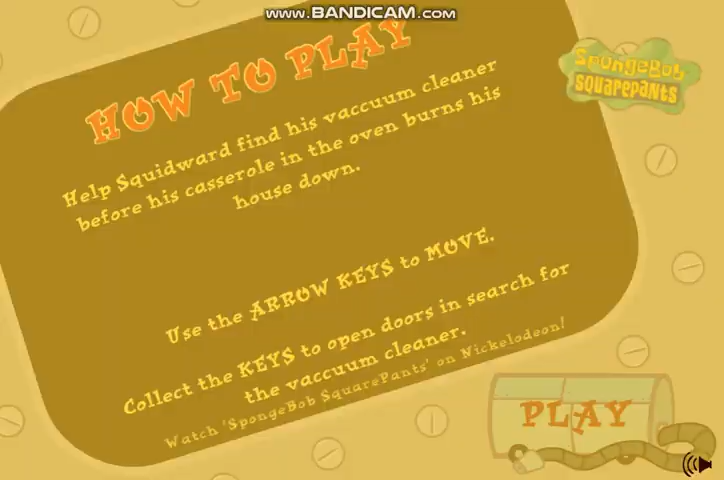 www.BANDICAM.com
HOW TO PLAY
SpongeBob
SQUAREPANTS
Help Squidward find his vaccuum cleaner
before his casserole in the oven burns his
house down.
Use the ARROW KEYS to MOVE.
Collect the KEYS to open doors in search for
the vaccuum cleaner.
Watch 'SpongeBob SquarePants' on Nickelodeon!
PLAY